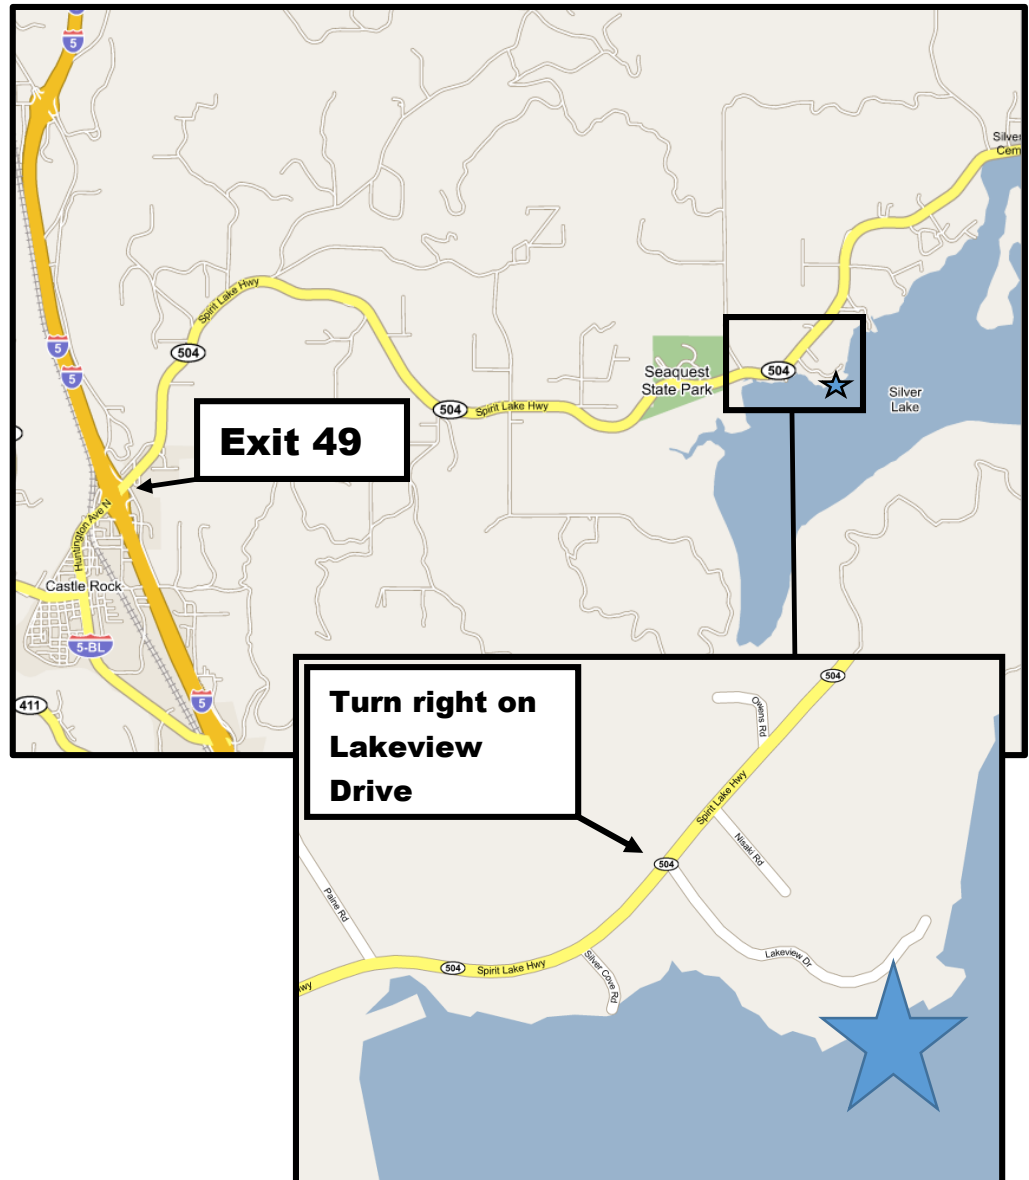 5
Silver
Cem
Spirit Lake Hwy
504
5
5
Seaquest
State Park
504
Silver
Lake
504
Spirit Lake Hwy
Exit 49
Huntington Ave N
Castle Rock
5-BL
5
411
Turn right on
Lakeview
Drive
504
Owens Rd
Spirit Lake Hwy
Nisaki Rd
504
Paine Rd
Lakeview Dr
504
Spirit Lake Hwy
Silver Cove Rd
wy